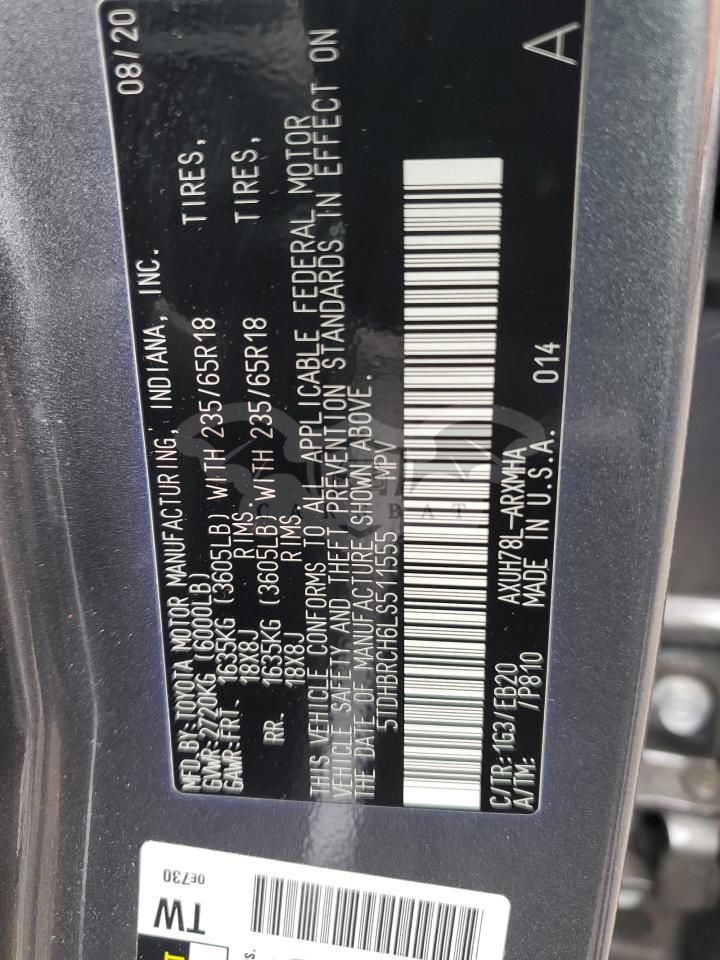 08/20
MFD BY: TOYOTA MOTOR MANUFACTURING, INDIANA, INC.
GVWR: 2720KG (6000LB)
GAWR: FRT. 1635KG (3605LB) WITH 235/65R18 TIRES,
18X8J RIMS.
RR. 1635KG (3605LB) WITH 235/65R18 TIRES,
18X8J RIMS.
THIS VEHICLE CONFORMS TO ALL APPLICABLE FEDERAL MOTOR
VEHICLE SAFETY AND THEFT PREVENTION STANDARDS IN EFFECT ON
THE DATE OF MANUFACTURE SHOWN ABOVE.
5TDHBRCH6LS511555 MPV
C/TR: 1G3/EB20 AXUH78L-ARXMHA 014
A/TM: /P810 MADE IN U.S.A. A
0E730
TW